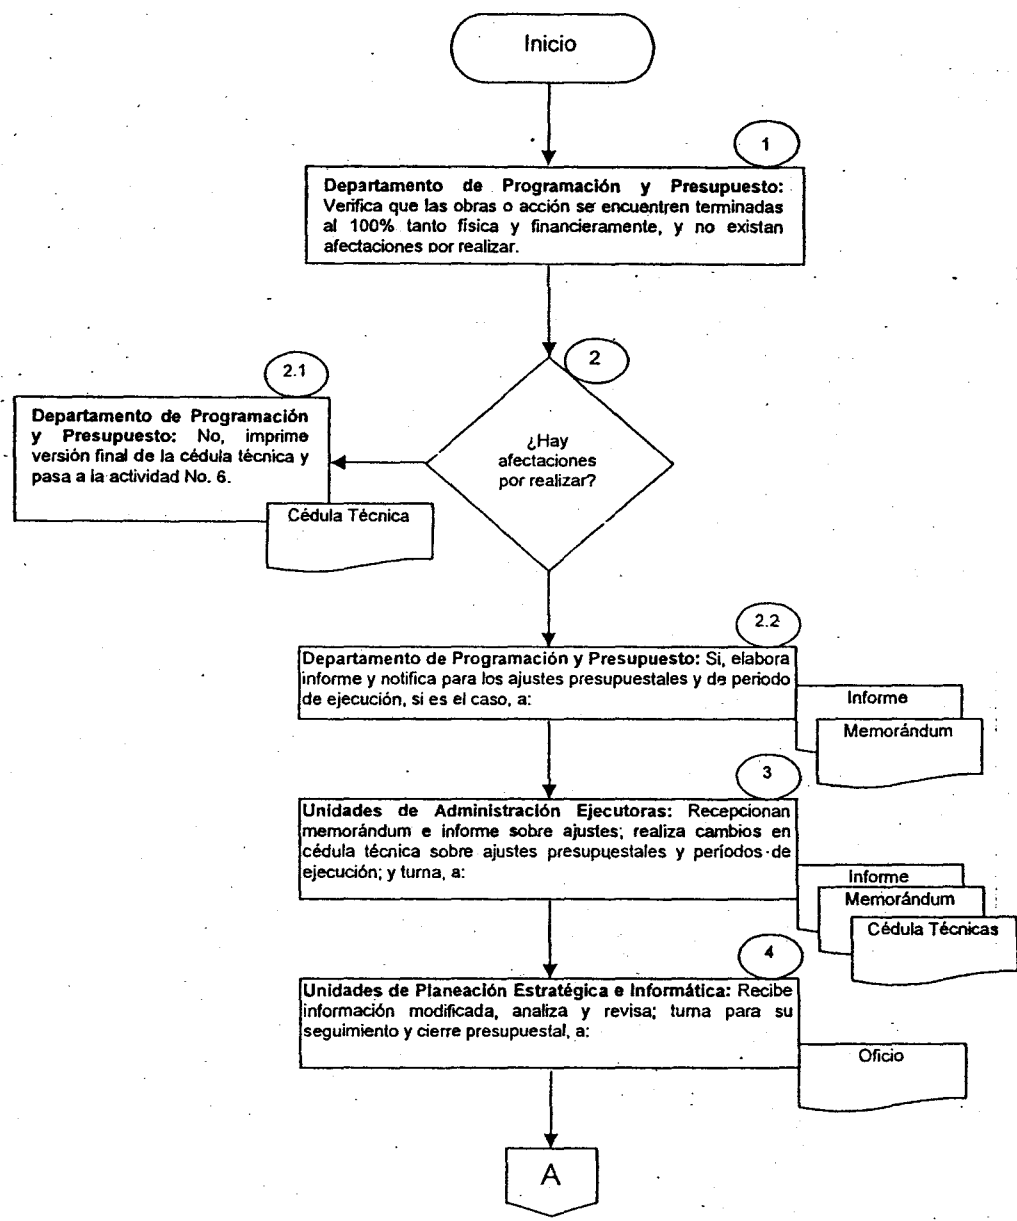 Inicio
1
Departamento de Programación y Presupuesto:
Verifica que las obras o acción se encuentren terminadas
al 100% tanto física y financieramente, y no existan
afectaciones por realizar.
2
¿Hay
afectaciones
por realizar?
2.1
Departamento de Programación
y Presupuesto: No, imprime
versión final de la cédula técnica y
pasa a la actividad No. 6.
Cédula Técnica
2.2
Departamento de Programación y Presupuesto: Si, elabora
informe y notifica para los ajustes presupuestales y de periodo
de ejecución, si es el caso, a:
Informe
Memorándum
3
Unidades de Administración Ejecutoras: Recepcionan
memorándum e informe sobre ajustes; realiza cambios en
cédula técnica sobre ajustes presupuestales y períodos de
ejecución; y turna, a:
Informe
Memorándum
Cédula Técnicas
4
Unidades de Planeación Estratégica e Informática: Recibe
información modificada, analiza y revisa; turna para su
seguimiento y cierre presupuestal, a:
Oficio
A